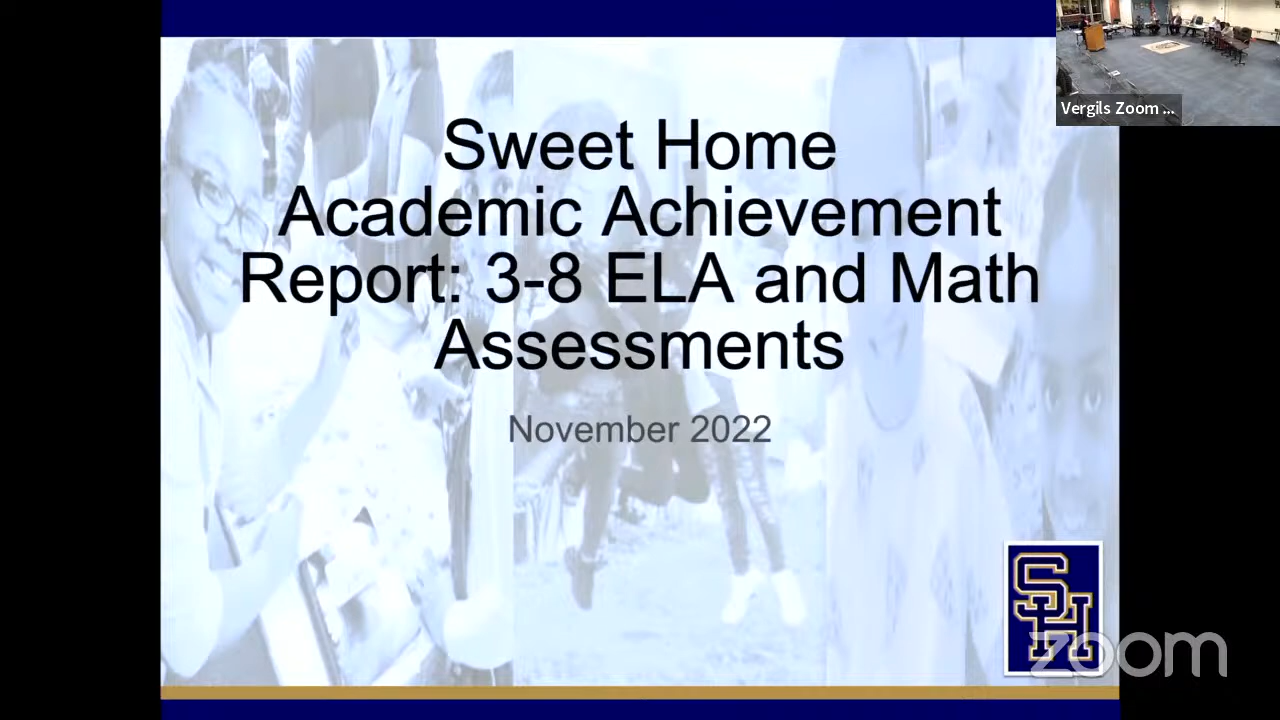 Vergils Zoom ...
Sweet Home
Academic Achievement
Report: 3-8 ELA and Math
Assessments
November 2022
SH
zoom